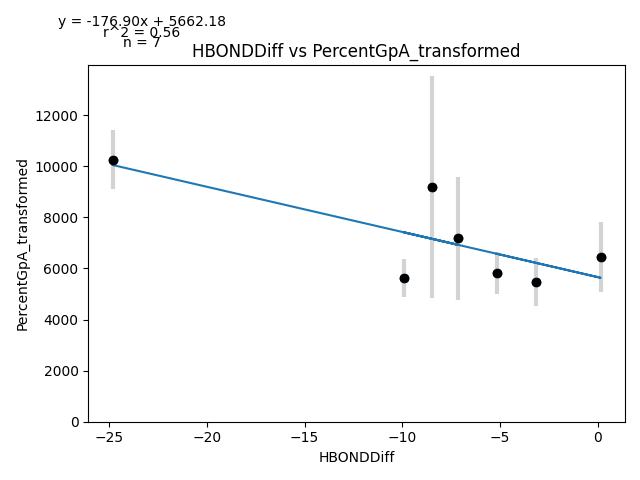 y = -176.90x + 5662.18
r^2 = 0.56
n = 7
HBONDDiff vs PercentGpA_transformed
PercentGpA_transformed
12000
10000
8000
6000
4000
2000
0
−25
−20
−15
−10
−5
0
HBONDDiff